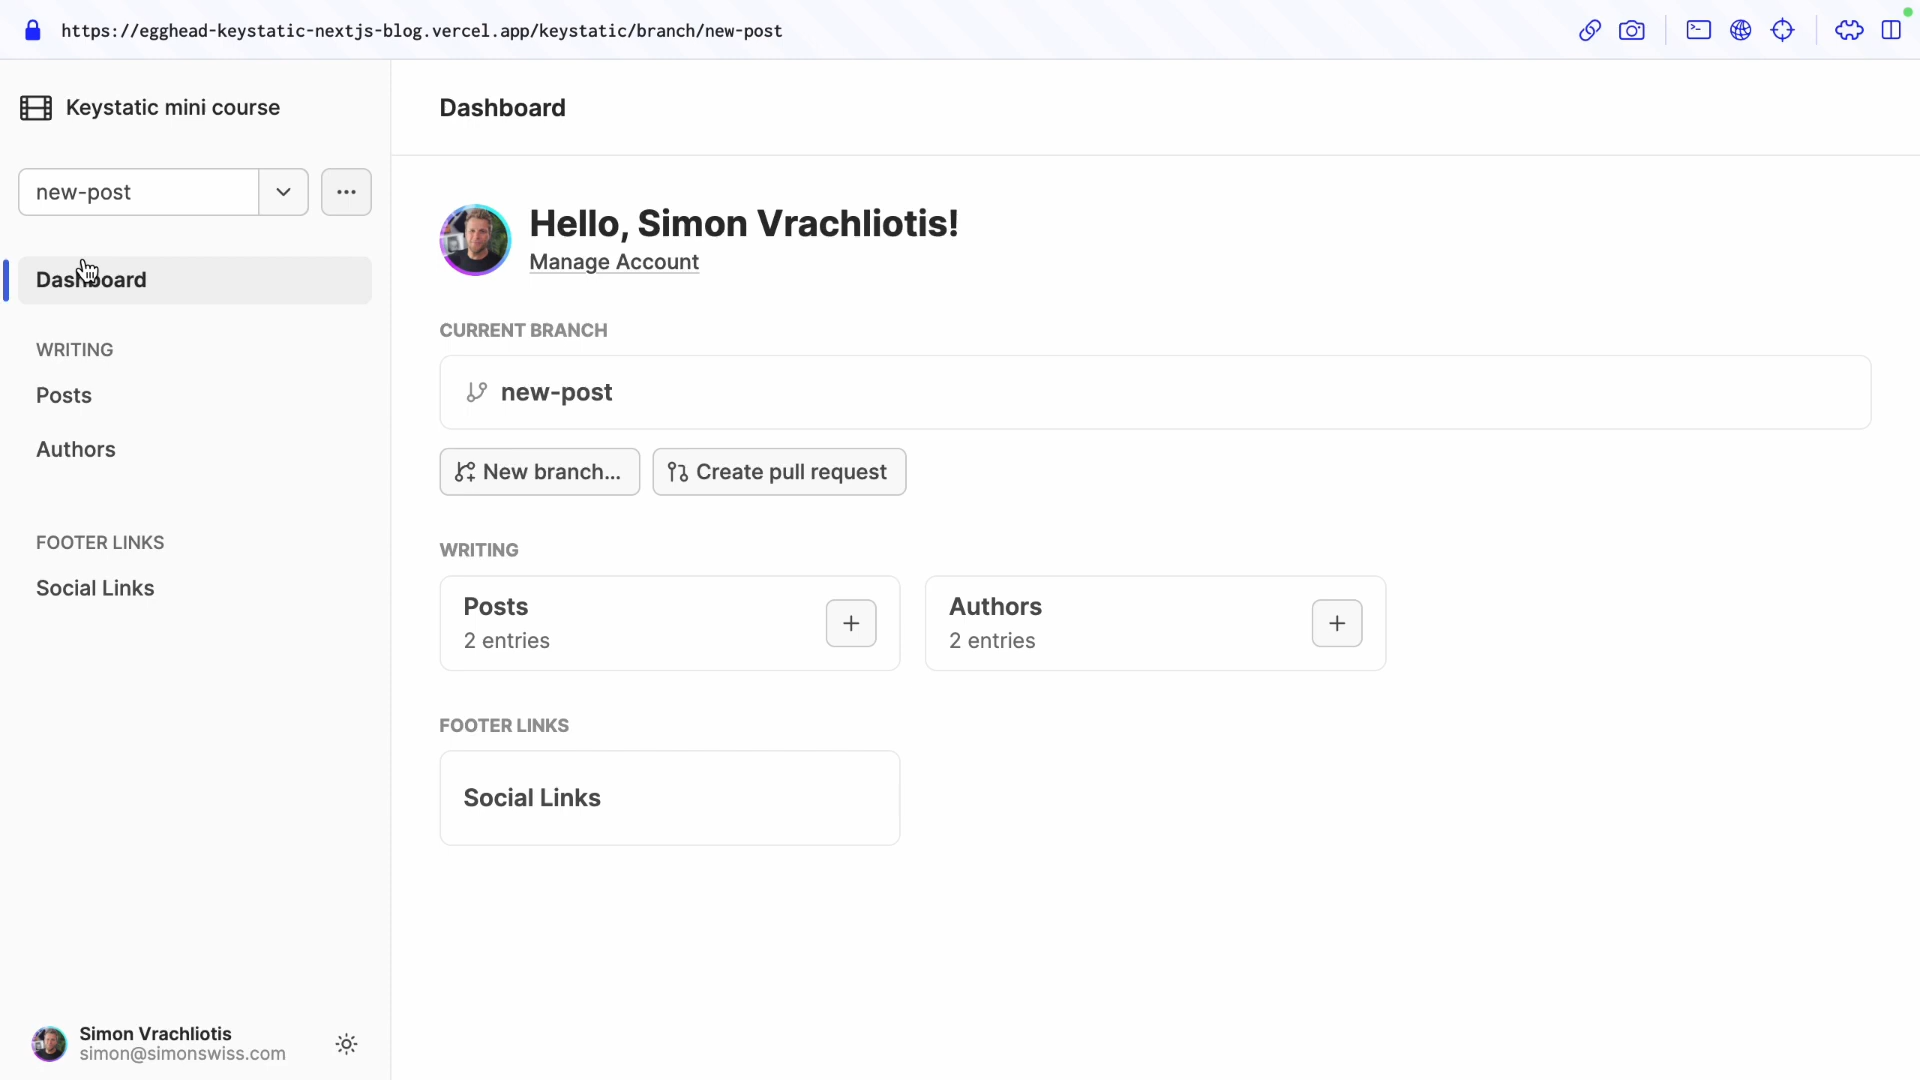 https://egghead-keystatic-nextjs-blog.vercel.app/keystatic/branch/new-post
Keystatic mini course
new-post
Dashboard
WRITING
Posts
Authors
FOOTER LINKS
Social Links
Simon Vrachliotis
simon@simonswiss.com
Dashboard
Hello, Simon Vrachliotis!
Manage Account
CURRENT BRANCH
new-post
New branch...
Create pull request
WRITING
Posts
2 entries
Authors
2 entries
FOOTER LINKS
Social Links